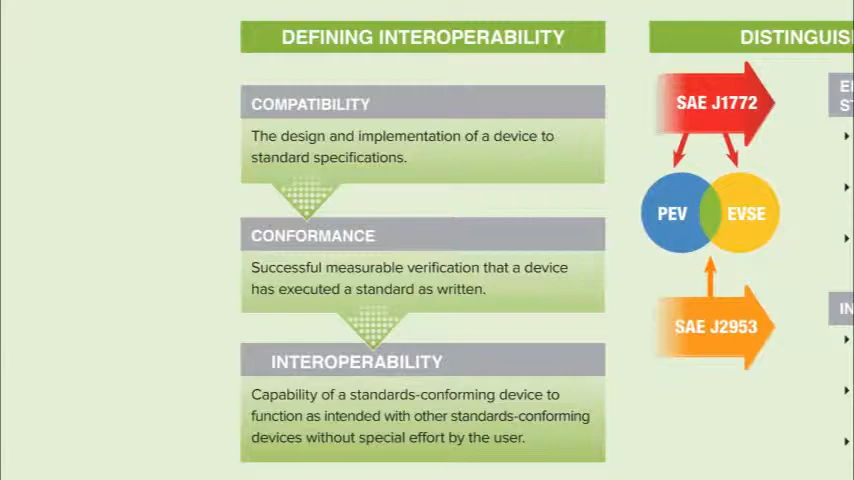 DEFINING INTEROPERABILITY
COMPATIBILITY
The design and implementation of a device to
standard specifications.
CONFORMANCE
Successful measurable verification that a device
has executed a standard as written.
INTEROPERABILITY
Capability of a standards-conforming device to
function as intended with other standards-conforming
devices without special effort by the user.
SAE J1772
PEV
EVSE
SAE J2953